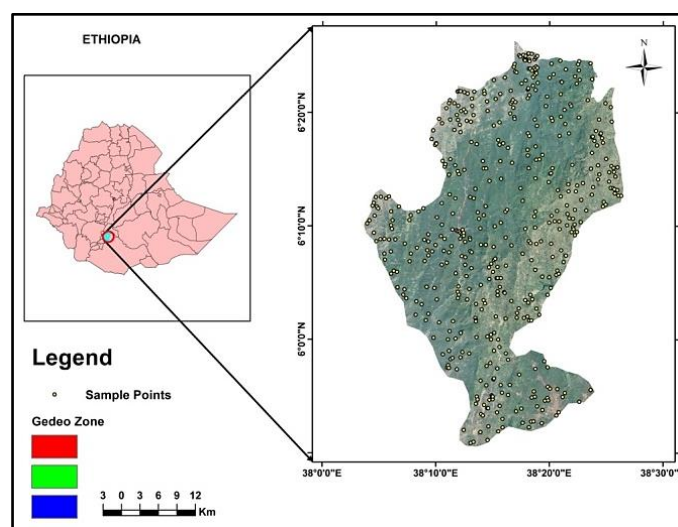 ETHIOPIA
N
6°20'0"N
6°10'0"N
6°0'0"N
38°0'0"E
38°10'0"E
38°20'0"E
38°30'0"E
Legend
Sample Points
Gedeo Zone
3 0 3 6 9 12
Km